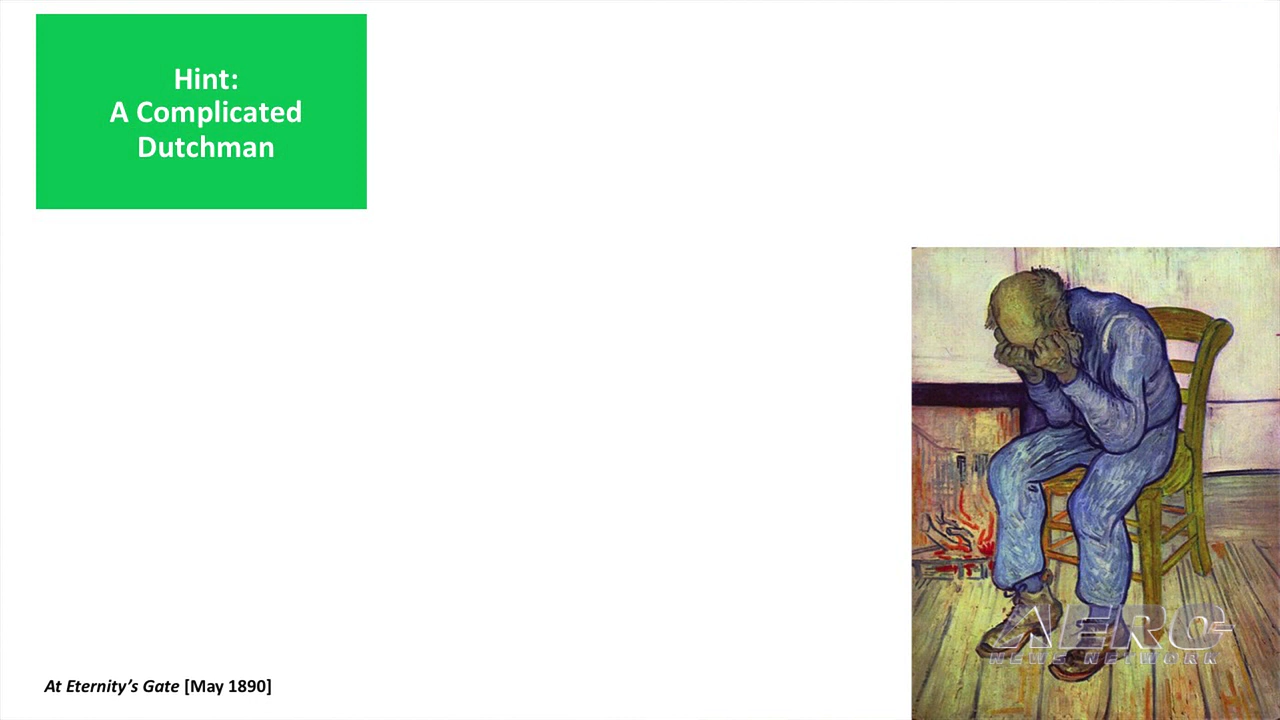 Hint:
A Complicated
Dutchman
AERO
NEWS NETWORK
At Eternity's Gate [May 1890]